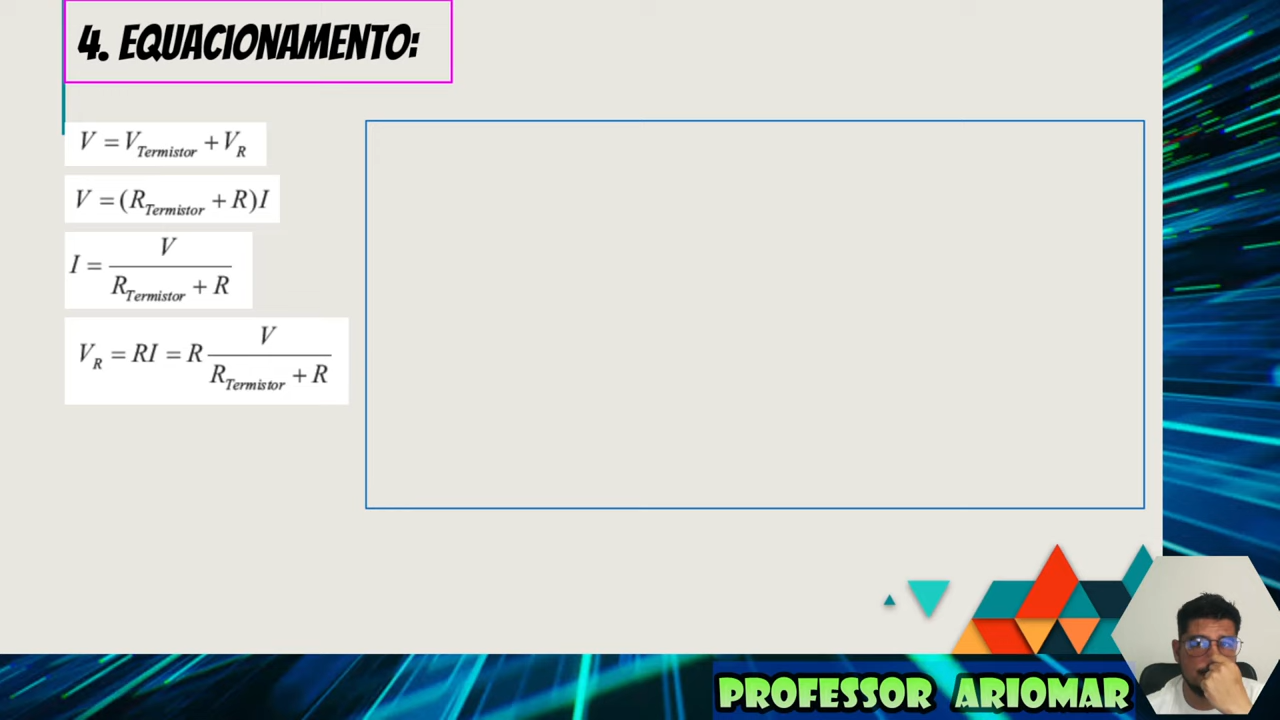 4. EQUACIONAMENTO:
V = V_Termistor + V_R
V = (R_Termistor + R)I
I = V / (R_Termistor + R)
V_R = RI = R V / (R_Termistor + R)
PROFESSOR ARIOMAR